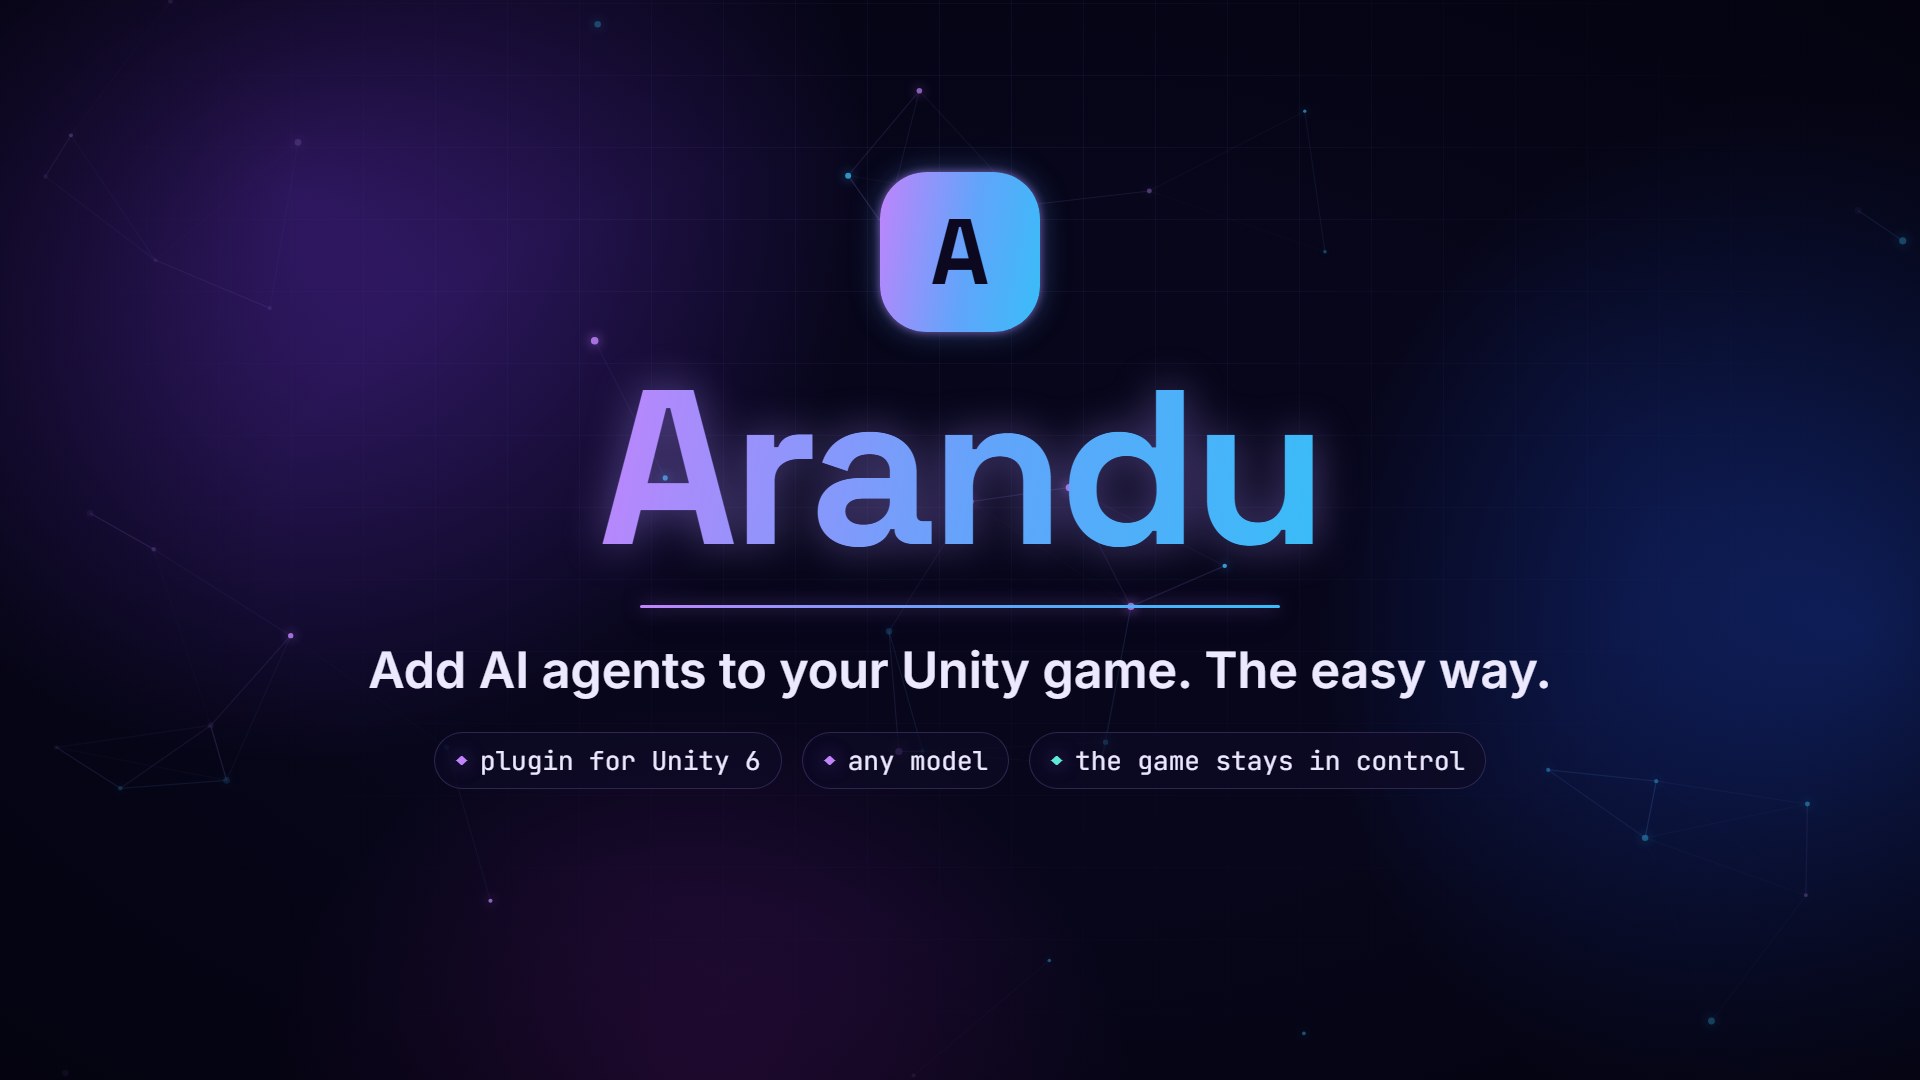 A
Arandu
Add AI agents to your Unity game. The easy way.
plugin for Unity 6
any model
the game stays in control